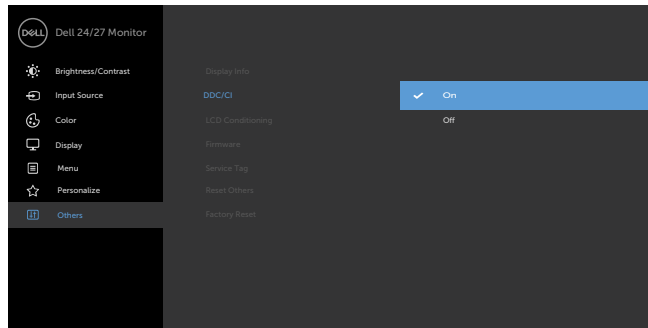 DELL Dell 24/27 Monitor
Brightness/Contrast
Input Source
Color
Display
Menu
Personalize
Others
Display Info
DDC/CI
LCD Conditioning
Firmware
Service Tag
Reset Others
Factory Reset
On
Off